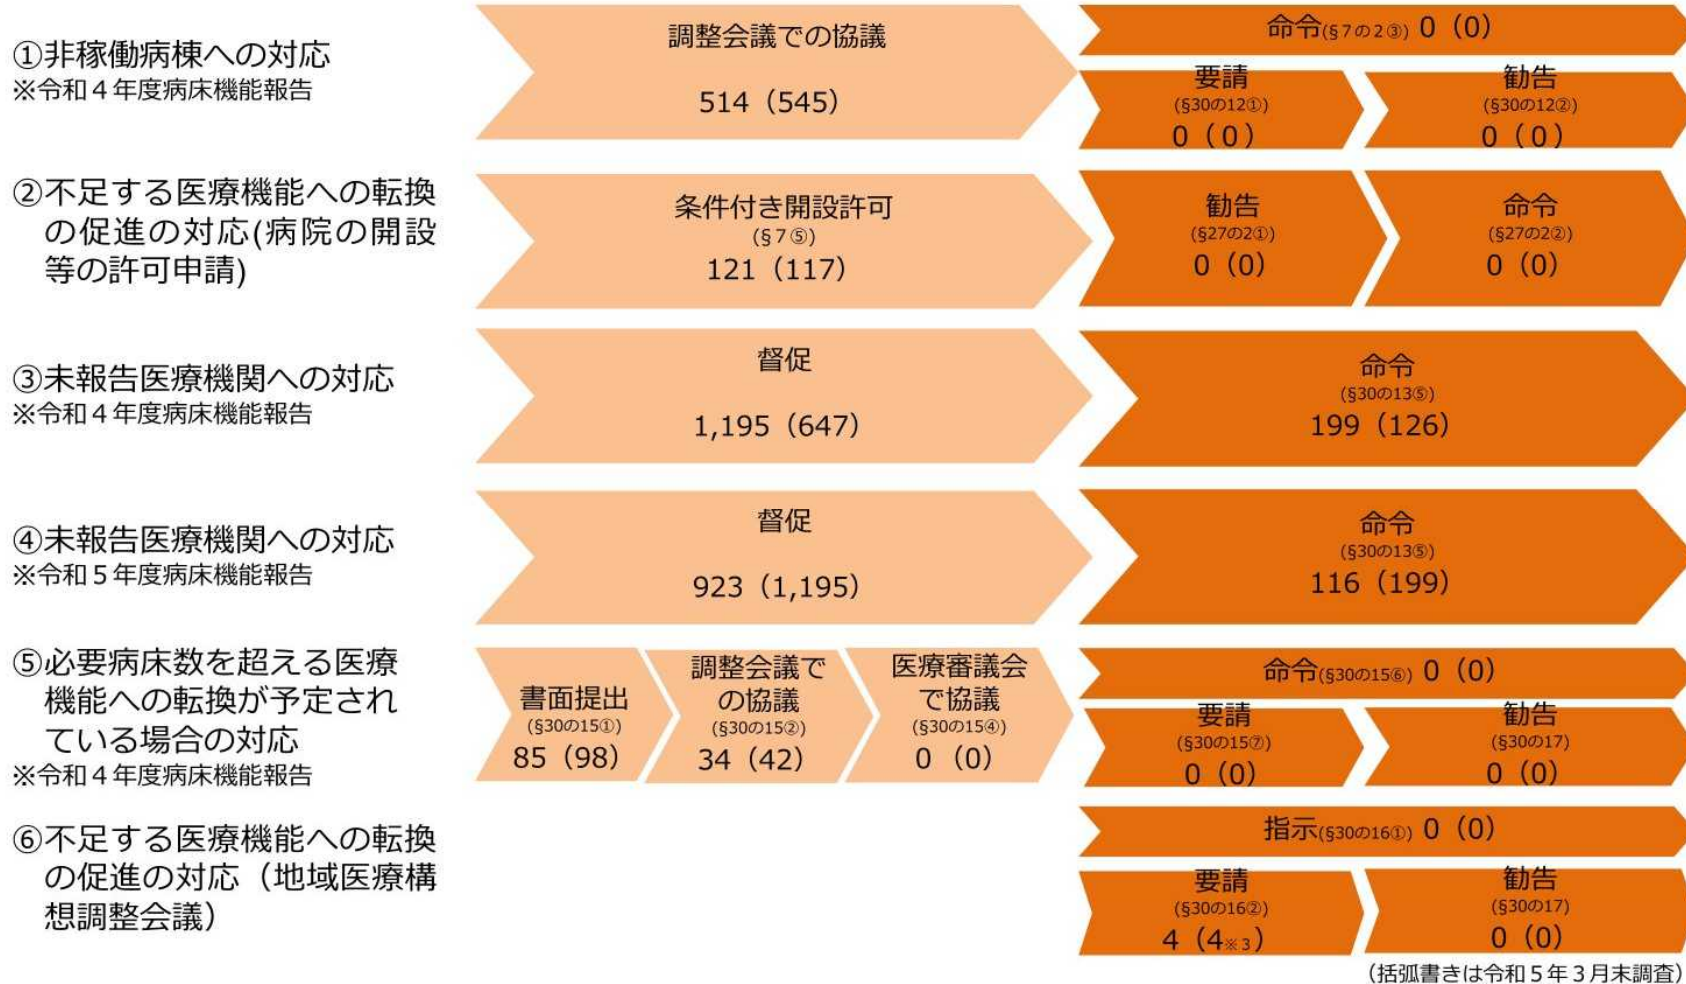 ①非稼働病棟への対応
※令和４年度病床機能報告
調整会議での協議
514（545）
命令(§７の２③) 0（0）
要請
(§30の12①)
0（0）
勧告
(§30の12②)
0（0）
②不足する医療機能への転換
の促進の対応(病院の開設
等の許可申請)
条件付き開設許可
(§７⑤)
121（117）
勧告
(§27の2①)
0（0）
命令
(§27の2②)
0（0）
③未報告医療機関への対応
※令和４年度病床機能報告
督促
1,195（647）
命令
(§30の13⑤)
199（126）
④未報告医療機関への対応
※令和５年度病床機能報告
督促
923（1,195）
命令
(§30の13⑤)
116（199）
⑤必要病床数を超える医療
機能への転換が予定され
ている場合の対応
※令和４年度病床機能報告
書面提出
(§30の15①)
85（98）
調整会議で
の協議
(§30の15②)
34（42）
医療審議会
で協議
(§30の15④)
0（0）
命令(§30の15⑥) 0（0）
要請
(§30の15⑦)
0（0）
勧告
(§30の17)
0（0）
⑥不足する医療機能への転換
の促進の対応（地域医療構
想調整会議）
指示(§30の16①) 0（0）
要請
(§30の16②)
4（4※３）
勧告
(§30の17)
0（0）
（括弧書きは令和５年３月末調査）